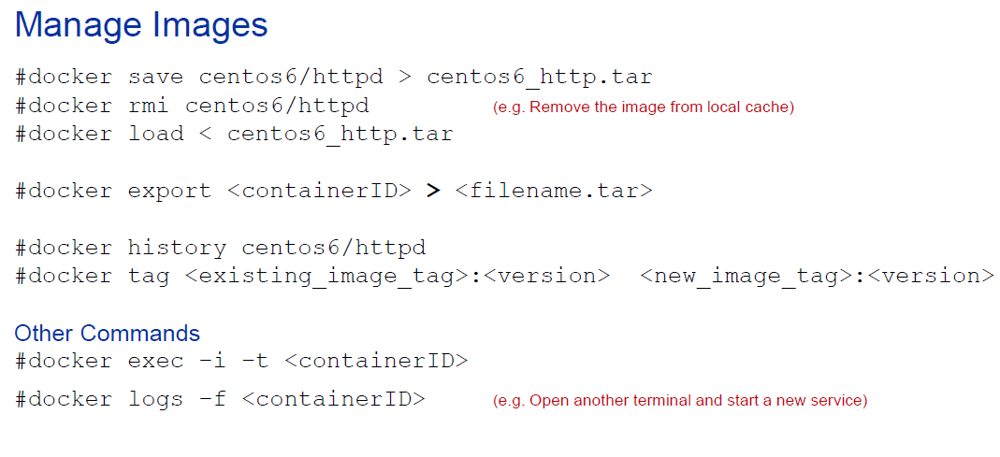 Manage Images
#docker save centos6/httpd > centos6_http.tar
#docker rmi centos6/httpd (e.g. Remove the image from local cache)
#docker load < centos6_http.tar
#docker export <containerID> > <filename.tar>
#docker history centos6/httpd
#docker tag <existing_image_tag>:<version> <new_image_tag>:<version>
Other Commands
#docker exec –i –t <containerID>
#docker logs –f <containerID> (e.g. Open another terminal and start a new service)